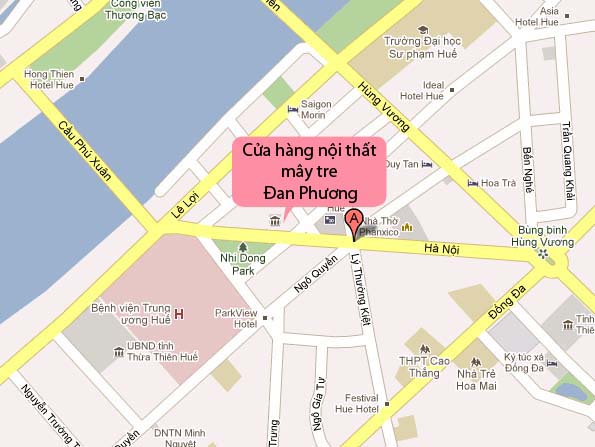 Công viên
Thương Bạc
Asia
Hotel Hue
Trường Đại học
Sư phạm Huế
Hong Thien
Hotel Hue
Ideal
Hotel Hue
Hùng Vương
Saigon
Morin
Cầu Phú Xuân
Lê Lợi
Cửa hàng nội thất
mây tre
Đan Phương
Duy Tan
Hoa Trà
Bến Nghé
Trần Quang Khải
Hue
A
Nhà Thờ
Phanxico
Hà Nội
Bùng binh
Hùng Vương
Nhi Dong
Park
Ngô Quyền
Lý Thường Kiệt
Đống Đa
Bệnh viện Trung
ương Huế
H
ParkView
Hotel
UBND tỉnh
Thừa Thiên Huế
THPT Cao
Thắng
Nhà Trẻ
Hoa Mai
Ký túc xá
Đống Đa
Tỉnh
Thiên
Nguyễn Trường T
DNTN Minh
Nguyệt
Trung
Ngô Gia Tự
Festival
Hue Hotel